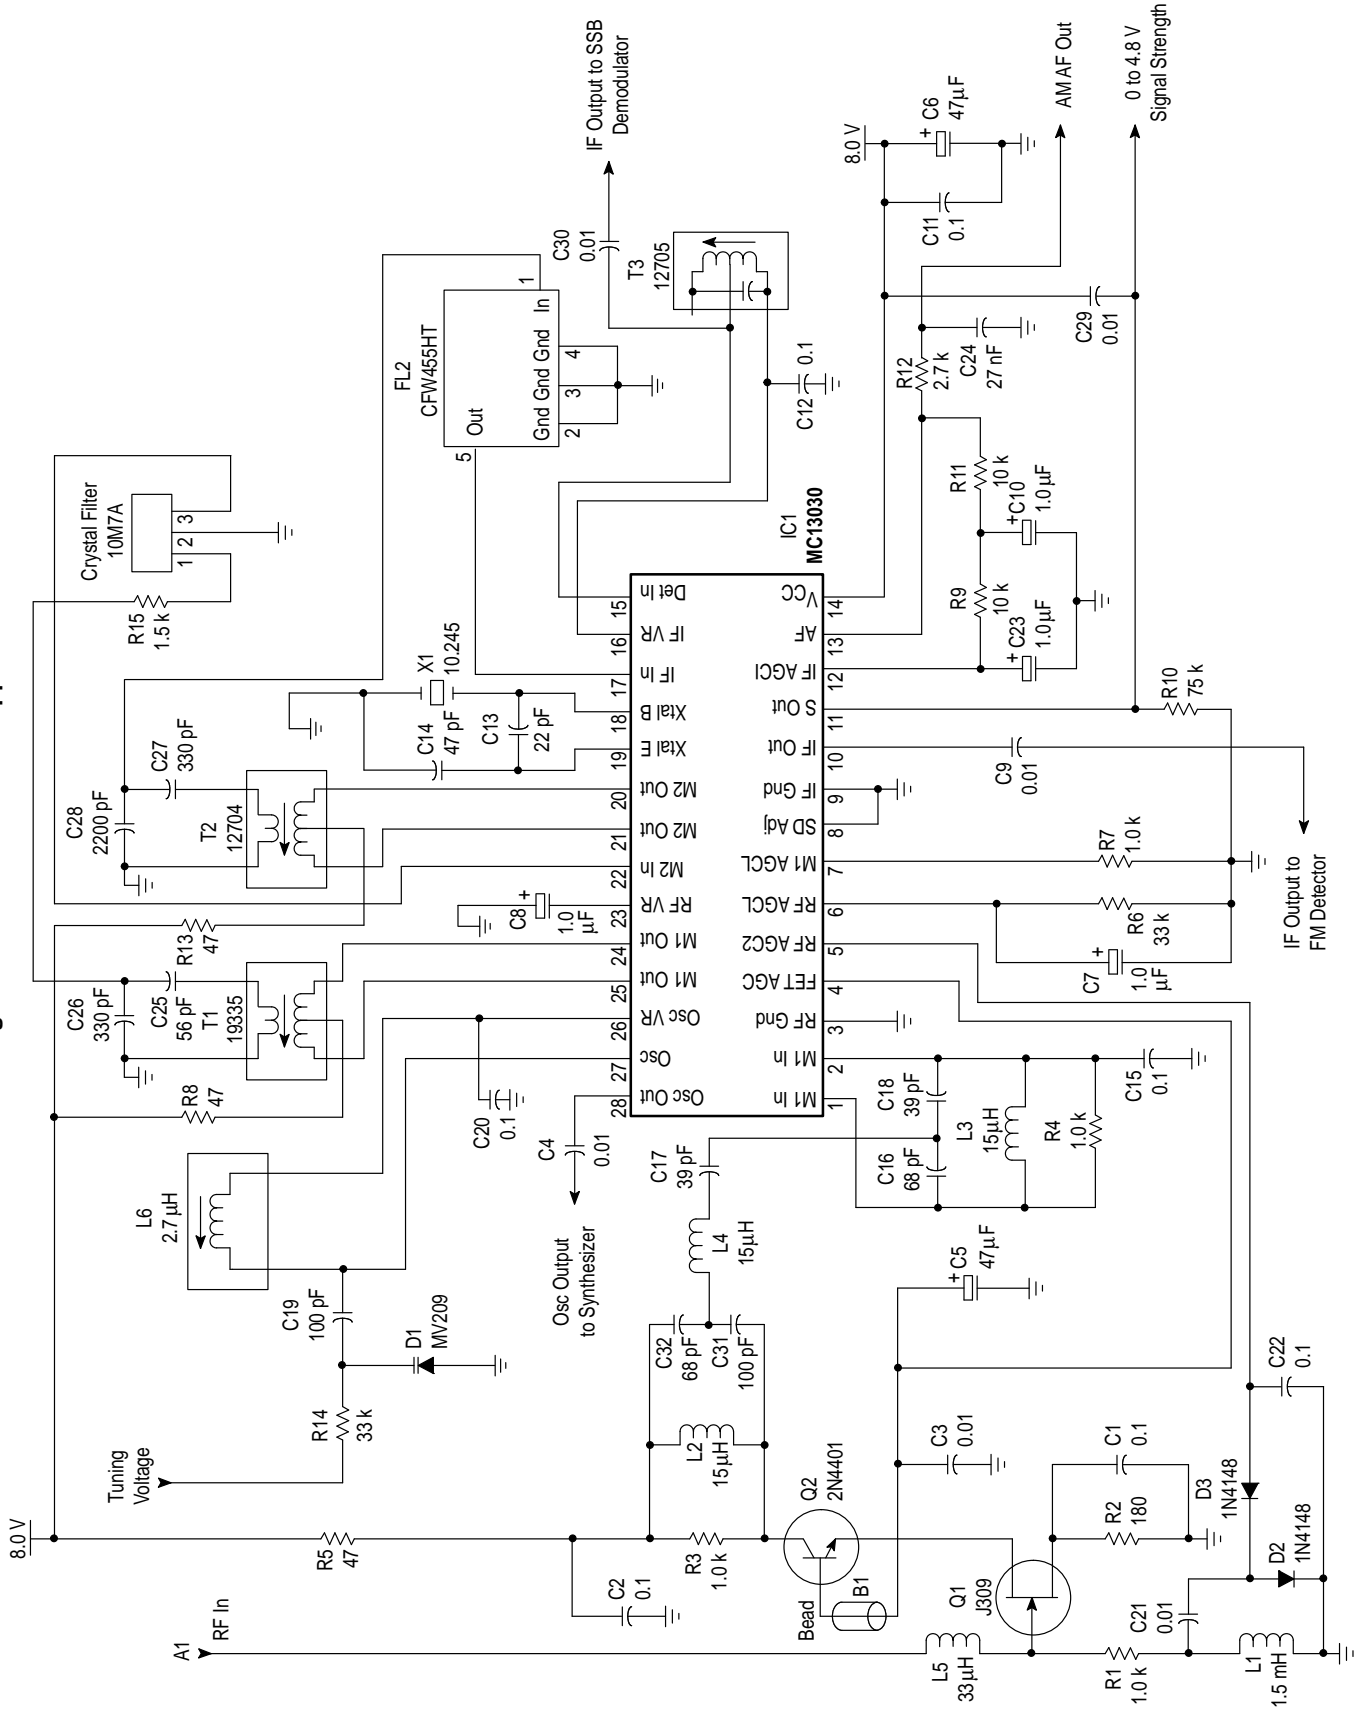 8.0 V
A1
RF In
Tuning
Voltage
R5
47
C2
0.1
R14
33 k
D1
MV209
C19
100 pF
L6
2.7 µH
R8
47
C26
330 pF
C25
56 pF
T1
19335
R13
47
C28
2200 pF
C27
330 pF
T2
12704
R15
1.5 k
Crystal Filter
10M7A
1
2
3
C20
0.1
C4
0.01
Osc Output
to Synthesizer
C8
+
1.0
µF
C14
47 pF
C13
22 pF
X1
10.245
FL2
CFW455HT
Out
In
Gnd
Gnd
Gnd
5
2
3
4
1
T3
12705
C30
0.01
IF Output to SSB
Demodulator
C12
0.1
28
Osc Out
27
Osc
26
Osc VR
25
M1 Out
24
M1 Out
23
RF VR
22
M2 In
21
M2 Out
20
M2 Out
19
Xtal E
18
Xtal B
17
IF In
16
IF VR
15
Det In
1
M1 In
2
M1 In
3
RF Gnd
4
FET AGC
5
RF AGC2
6
RF AGCL
7
M1 AGCL
8
SD Adj
9
IF Gnd
10
IF Out
11
S Out
12
IF AGCI
13
AF
14
VCC
IC1
MC13030
C32
68 pF
C31
100 pF
L2
15µH
R3
1.0 k
L4
15µH
C17
39 pF
C16
68 pF
C18
39 pF
L3
15µH
R4
1.0 k
C15
0.1
C5
+
47µF
Q2
2N4401
Bead
B1
C3
0.01
Q1
J309
R2
180
C1
0.1
L5
33µH
R1
1.0 k
C21
0.01
L1
1.5 mH
D2
1N4148
D3
1N4148
C22
0.1
C7
+
1.0
µF
R6
33 k
R7
1.0 k
C9
0.01
IF Output to
FM Detector
R10
75 k
C23
+
1.0µF
R9
10 k
C10
+
1.0 µF
R11
10 k
R12
2.7 k
C24
27 nF
C29
0.01
C11
0.1
C6
+
47µF
8.0 V
AM AF Out
0 to 4.8 V
Signal Strength